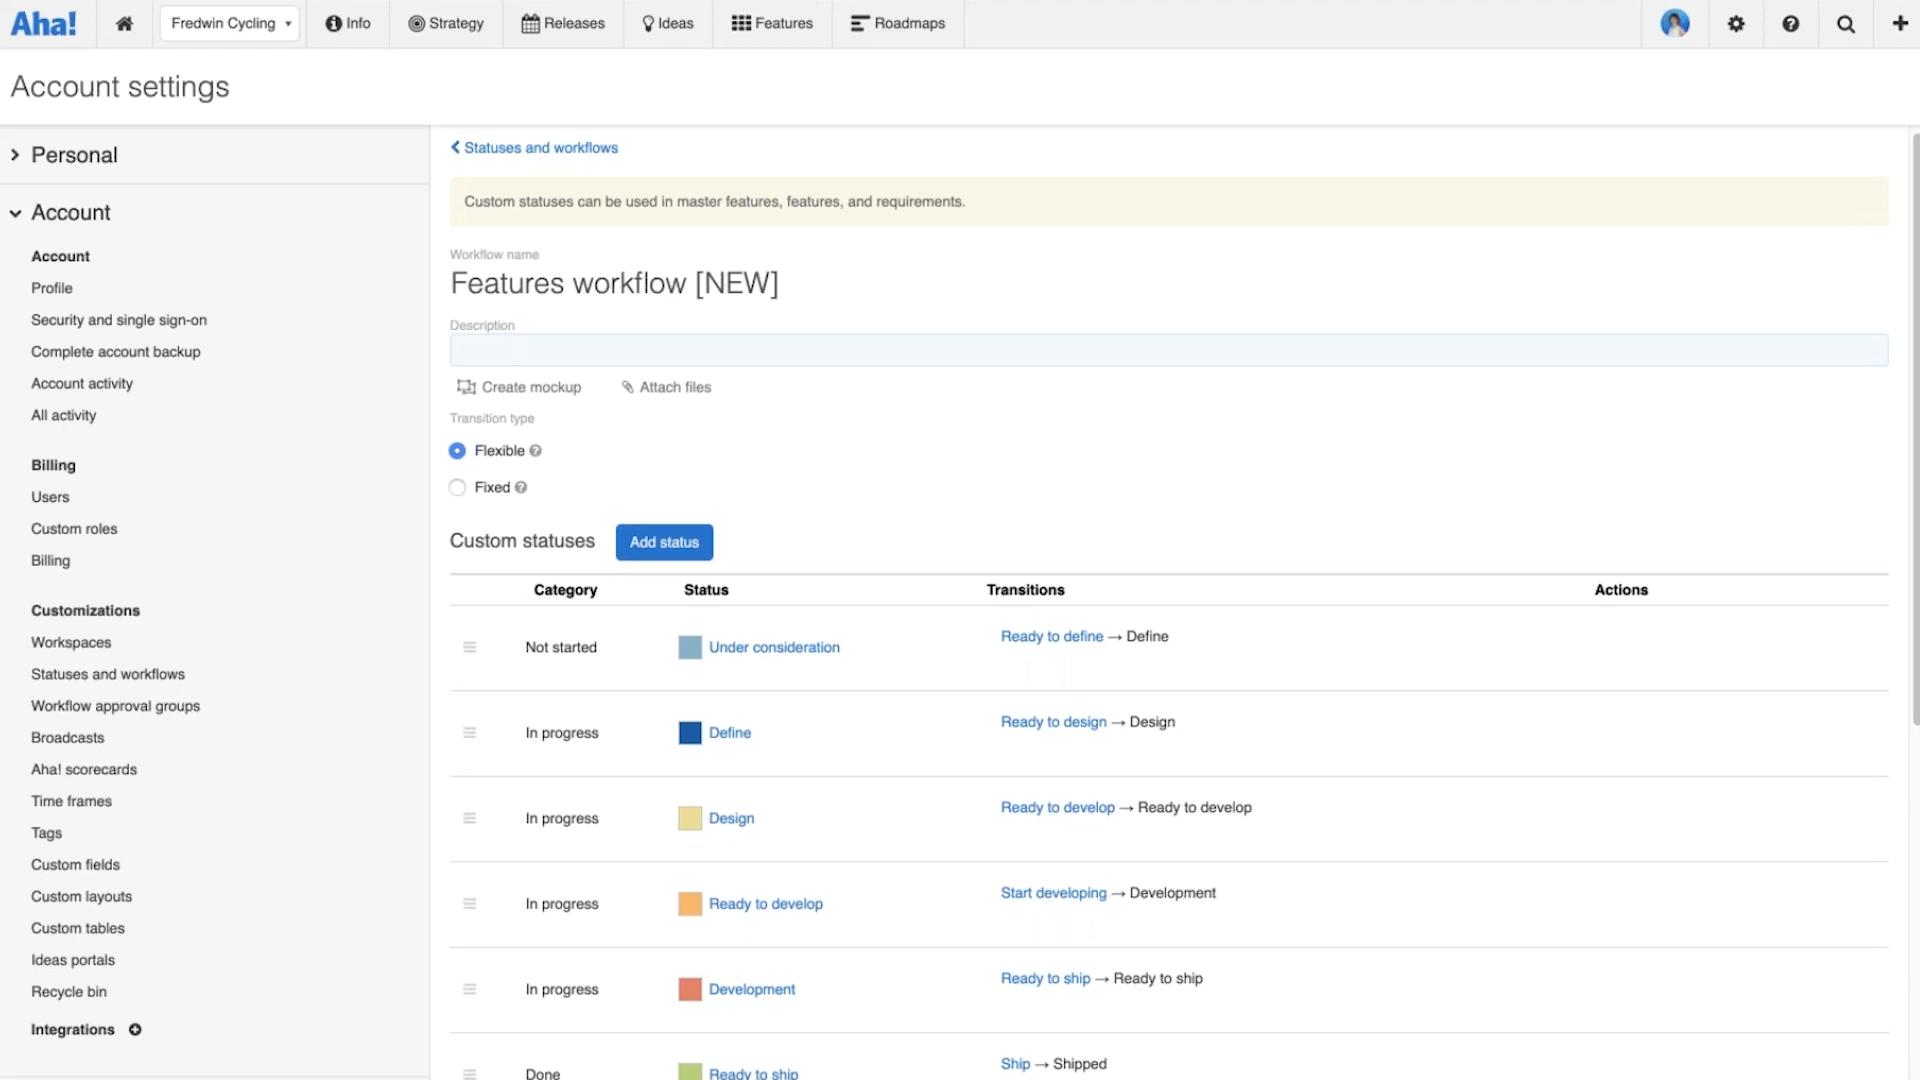 Aha!
Fredwin Cycling
Info
Strategy
Releases
Ideas
Features
Roadmaps
Account settings
Personal
Account
Account
Profile
Security and single sign-on
Complete account backup
Account activity
All activity
Billing
Users
Custom roles
Billing
Customizations
Workspaces
Statuses and workflows
Workflow approval groups
Broadcasts
Aha! scorecards
Time frames
Tags
Custom fields
Custom layouts
Custom tables
Ideas portals
Recycle bin
Integrations
Statuses and workflows
Custom statuses can be used in master features, features, and requirements.
Workflow name
Features workflow [NEW]
Description
Create mockup
Attach files
Transition type
Flexible
Fixed
Custom statuses
Add status
Category Status Transitions Actions
Not started Under consideration Ready to define → Define
In progress Define Ready to design → Design
In progress Design Ready to develop → Ready to develop
In progress Ready to develop Start developing → Development
In progress Development Ready to ship → Ready to ship
Done Ready to ship Ship → Shipped